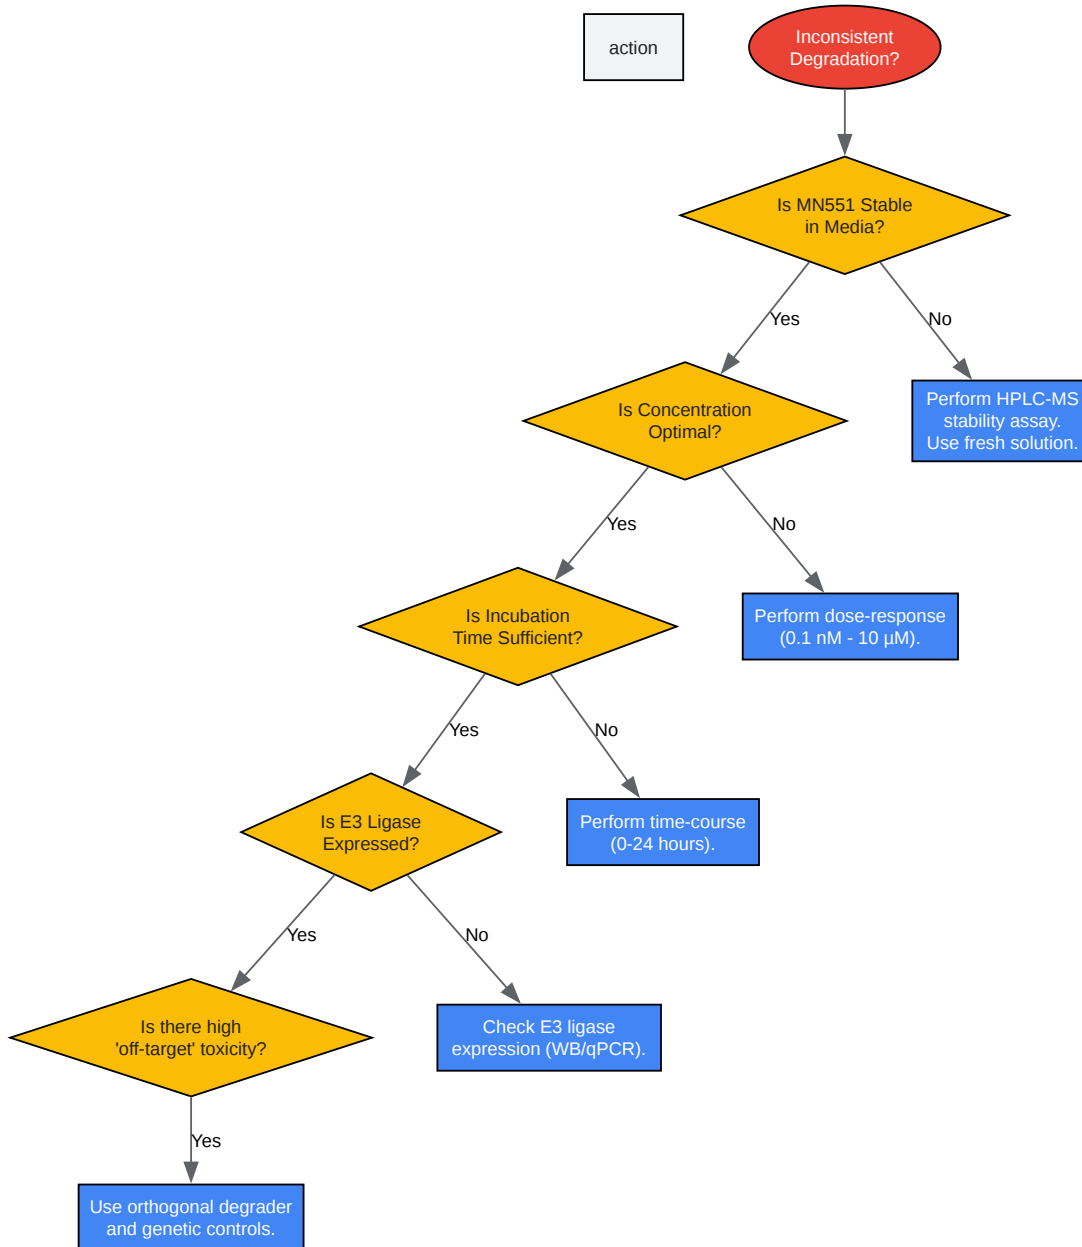 action
Inconsistent
Degradation?
Is MN551 Stable
in Media?
Yes
No
Is Concentration
Optimal?
Perform HPLC-MS
stability assay.
Use fresh solution.
Yes
No
Is Incubation
Time Sufficient?
Perform dose-response
(0.1 nM - 10 µM).
Yes
No
Is E3 Ligase
Expressed?
Perform time-course
(0-24 hours).
Yes
No
Is there high
'off-target' toxicity?
Check E3 ligase
expression (WB/qPCR).
Yes
Use orthogonal degrader
and genetic controls.